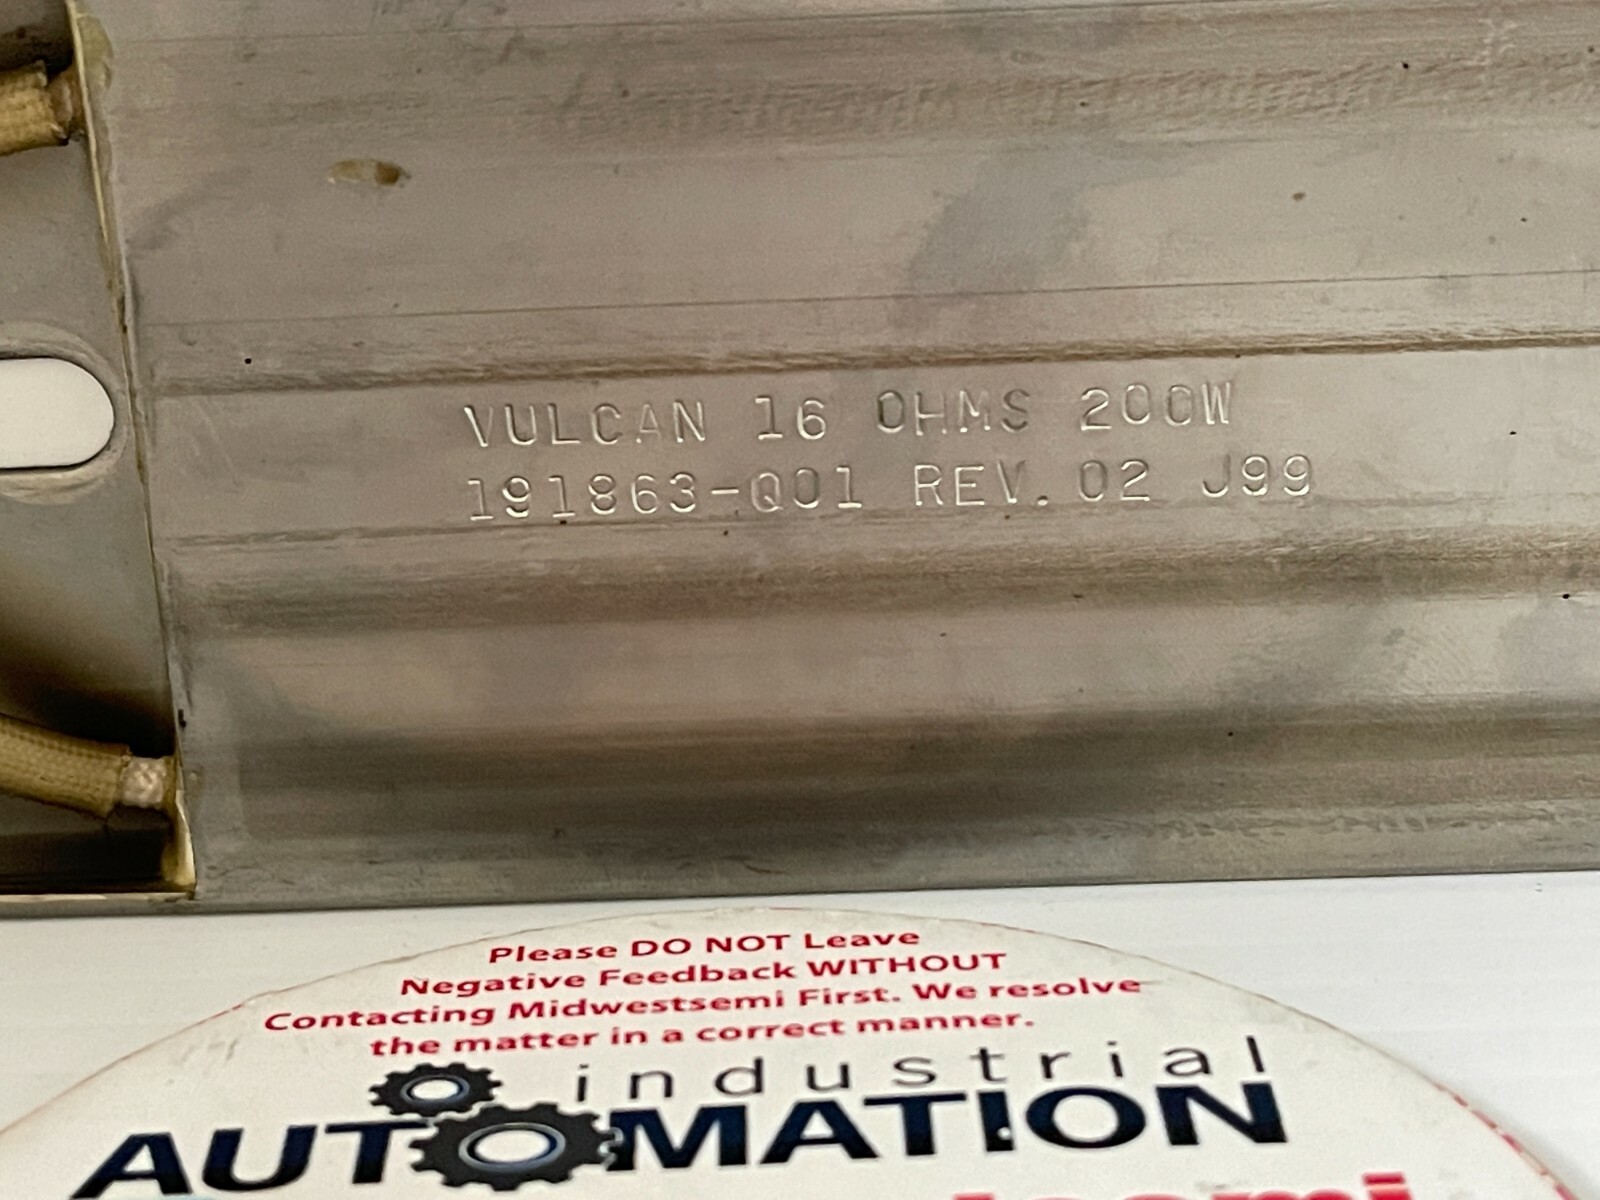 VULCAN 16 OHMS 200W
191863-Q01 REV. 02 J99
Please DO NOT Leave
Negative Feedback WITHOUT
Contacting Midwestsemi First. We resolve
the matter in a correct manner.
industrial
AUTOMATION